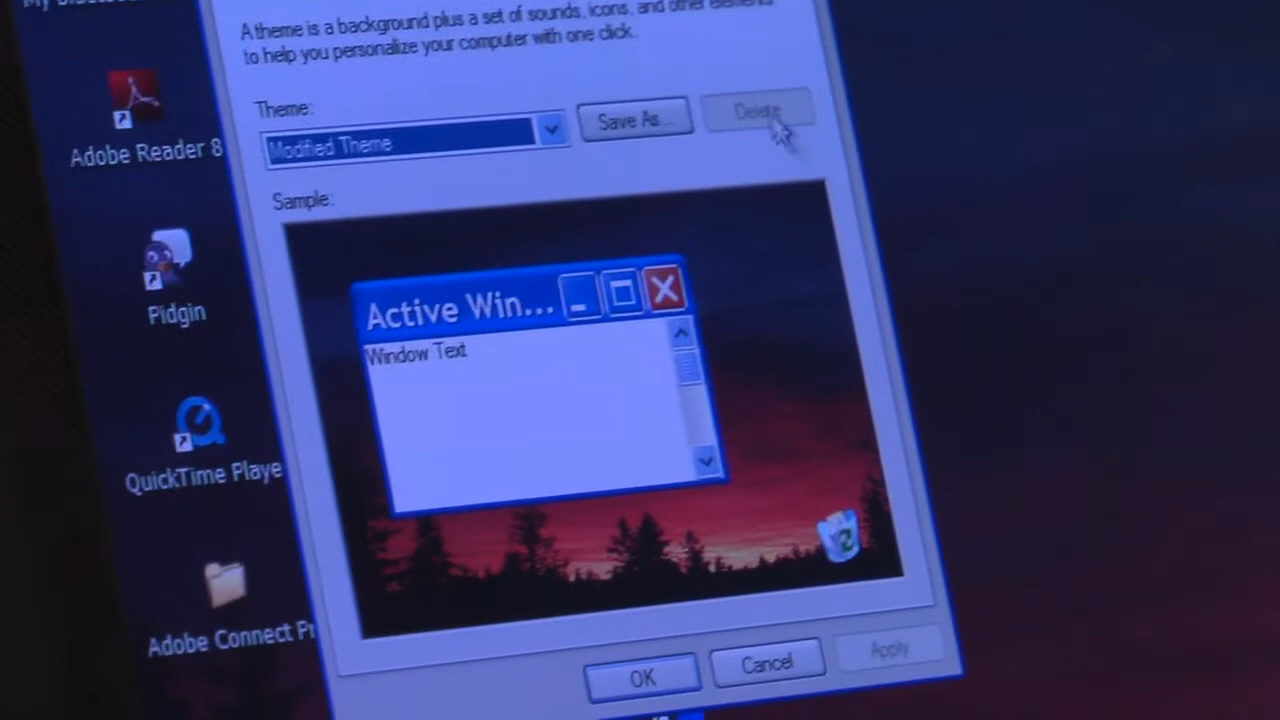 A theme is a background plus a set of sounds, icons, and other elements
to help you personalize your computer with one click.
Theme:
Modified Theme
Save As...
Delete
Sample:
Active Win...
Window Text
OK
Cancel
Apply
Adobe Reader 8
Pidgin
QuickTime Playe
Adobe Connect Pr